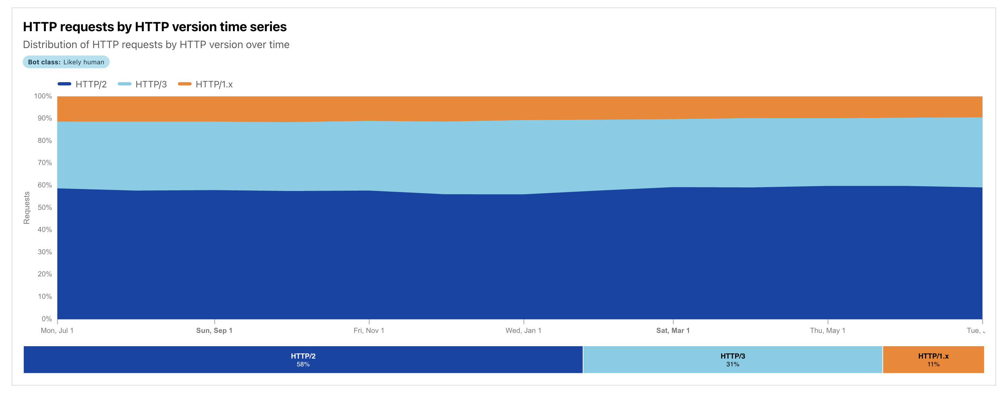 HTTP requests by HTTP version time series
Distribution of HTTP requests by HTTP version over time
Bot class: Likely human
HTTP/2 HTTP/3 HTTP/1.x
100%
90%
80%
70%
60%
50%
40%
30%
20%
10%
0%
Requests
Mon, Jul 1 Sun, Sep 1 Fri, Nov 1 Wed, Jan 1 Sat, Mar 1 Thu, May 1 Tue,
HTTP/2 HTTP/3 HTTP/1.x
58% 31% 11%